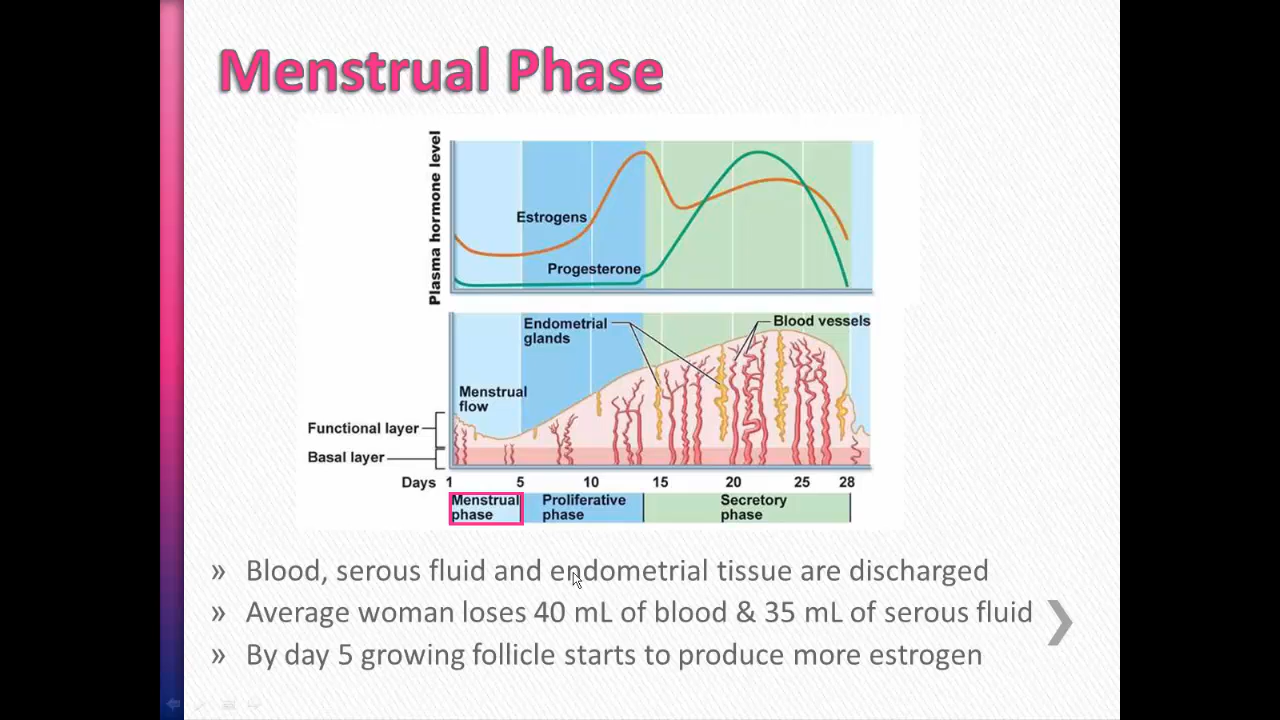 Menstrual Phase
Plasma hormone level
Estrogens
Progesterone
Endometrial
glands
Blood vessels
Menstrual
flow
Functional layer
Basal layer
Days 1 5 10 15 20 25 28
Menstrual
phase
Proliferative
phase
Secretory
phase
» Blood, serous fluid and endometrial tissue are discharged
» Average woman loses 40 mL of blood & 35 mL of serous fluid
» By day 5 growing follicle starts to produce more estrogen